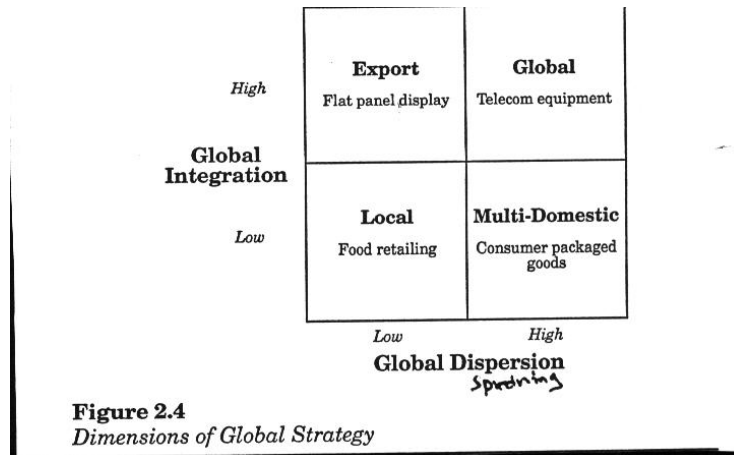 Export
Flat panel display
Global
Telecom equipment
High
Global
Integration
Local
Food retailing
Multi-Domestic
Consumer packaged
goods
Low
Low
High
Global Dispersion
Figure 2.4
Dimensions of Global Strategy